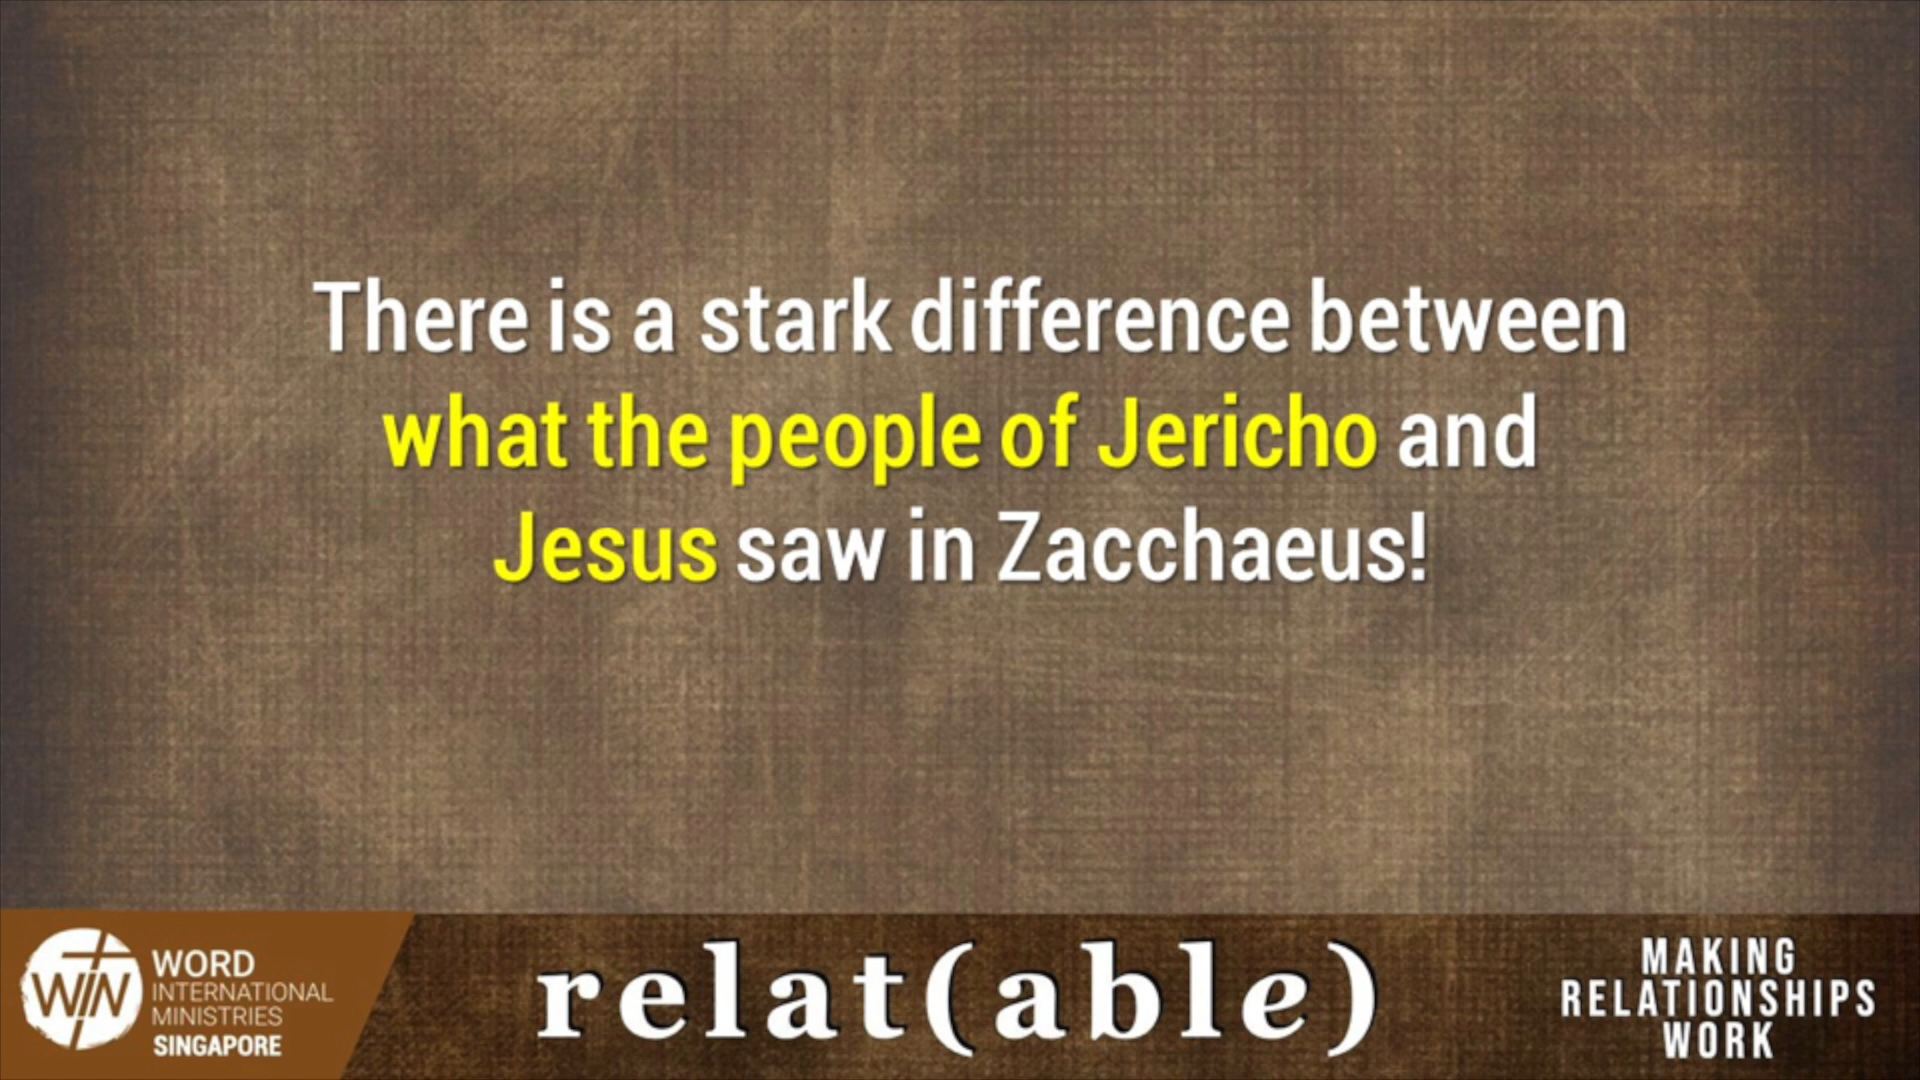 There is a stark difference between
what the people of Jericho and
Jesus saw in Zacchaeus!
WIN
WORD
INTERNATIONAL
MINISTRIES
SINGAPORE
relat(able)
MAKING
RELATIONSHIPS
WORK